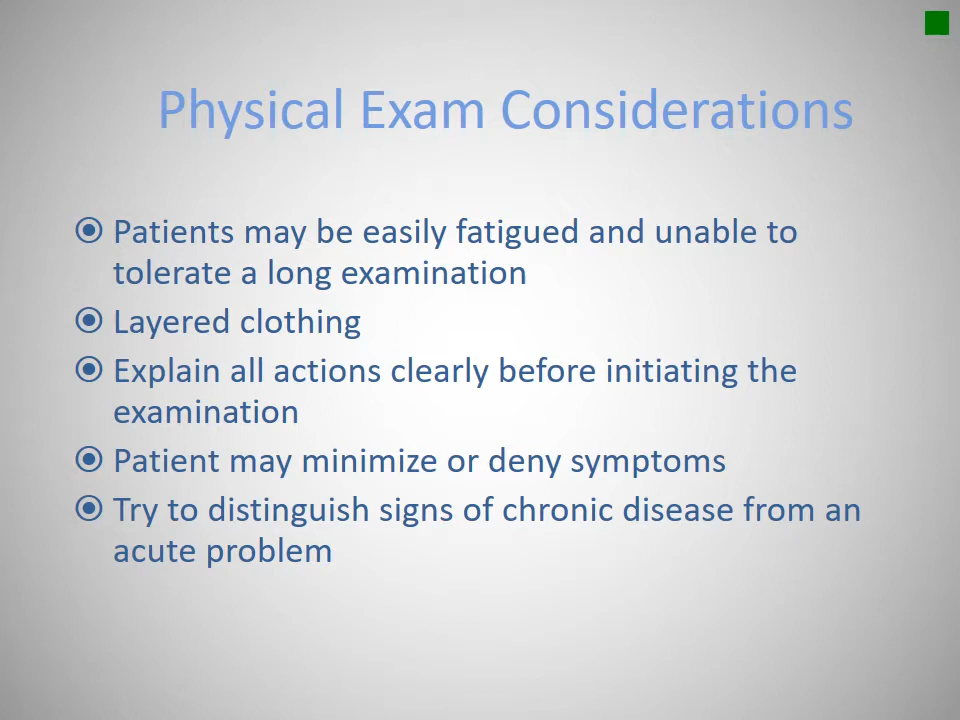 Physical Exam Considerations
Patients may be easily fatigued and unable to
tolerate a long examination
Layered clothing
Explain all actions clearly before initiating the
examination
Patient may minimize or deny symptoms
Try to distinguish signs of chronic disease from an
acute problem